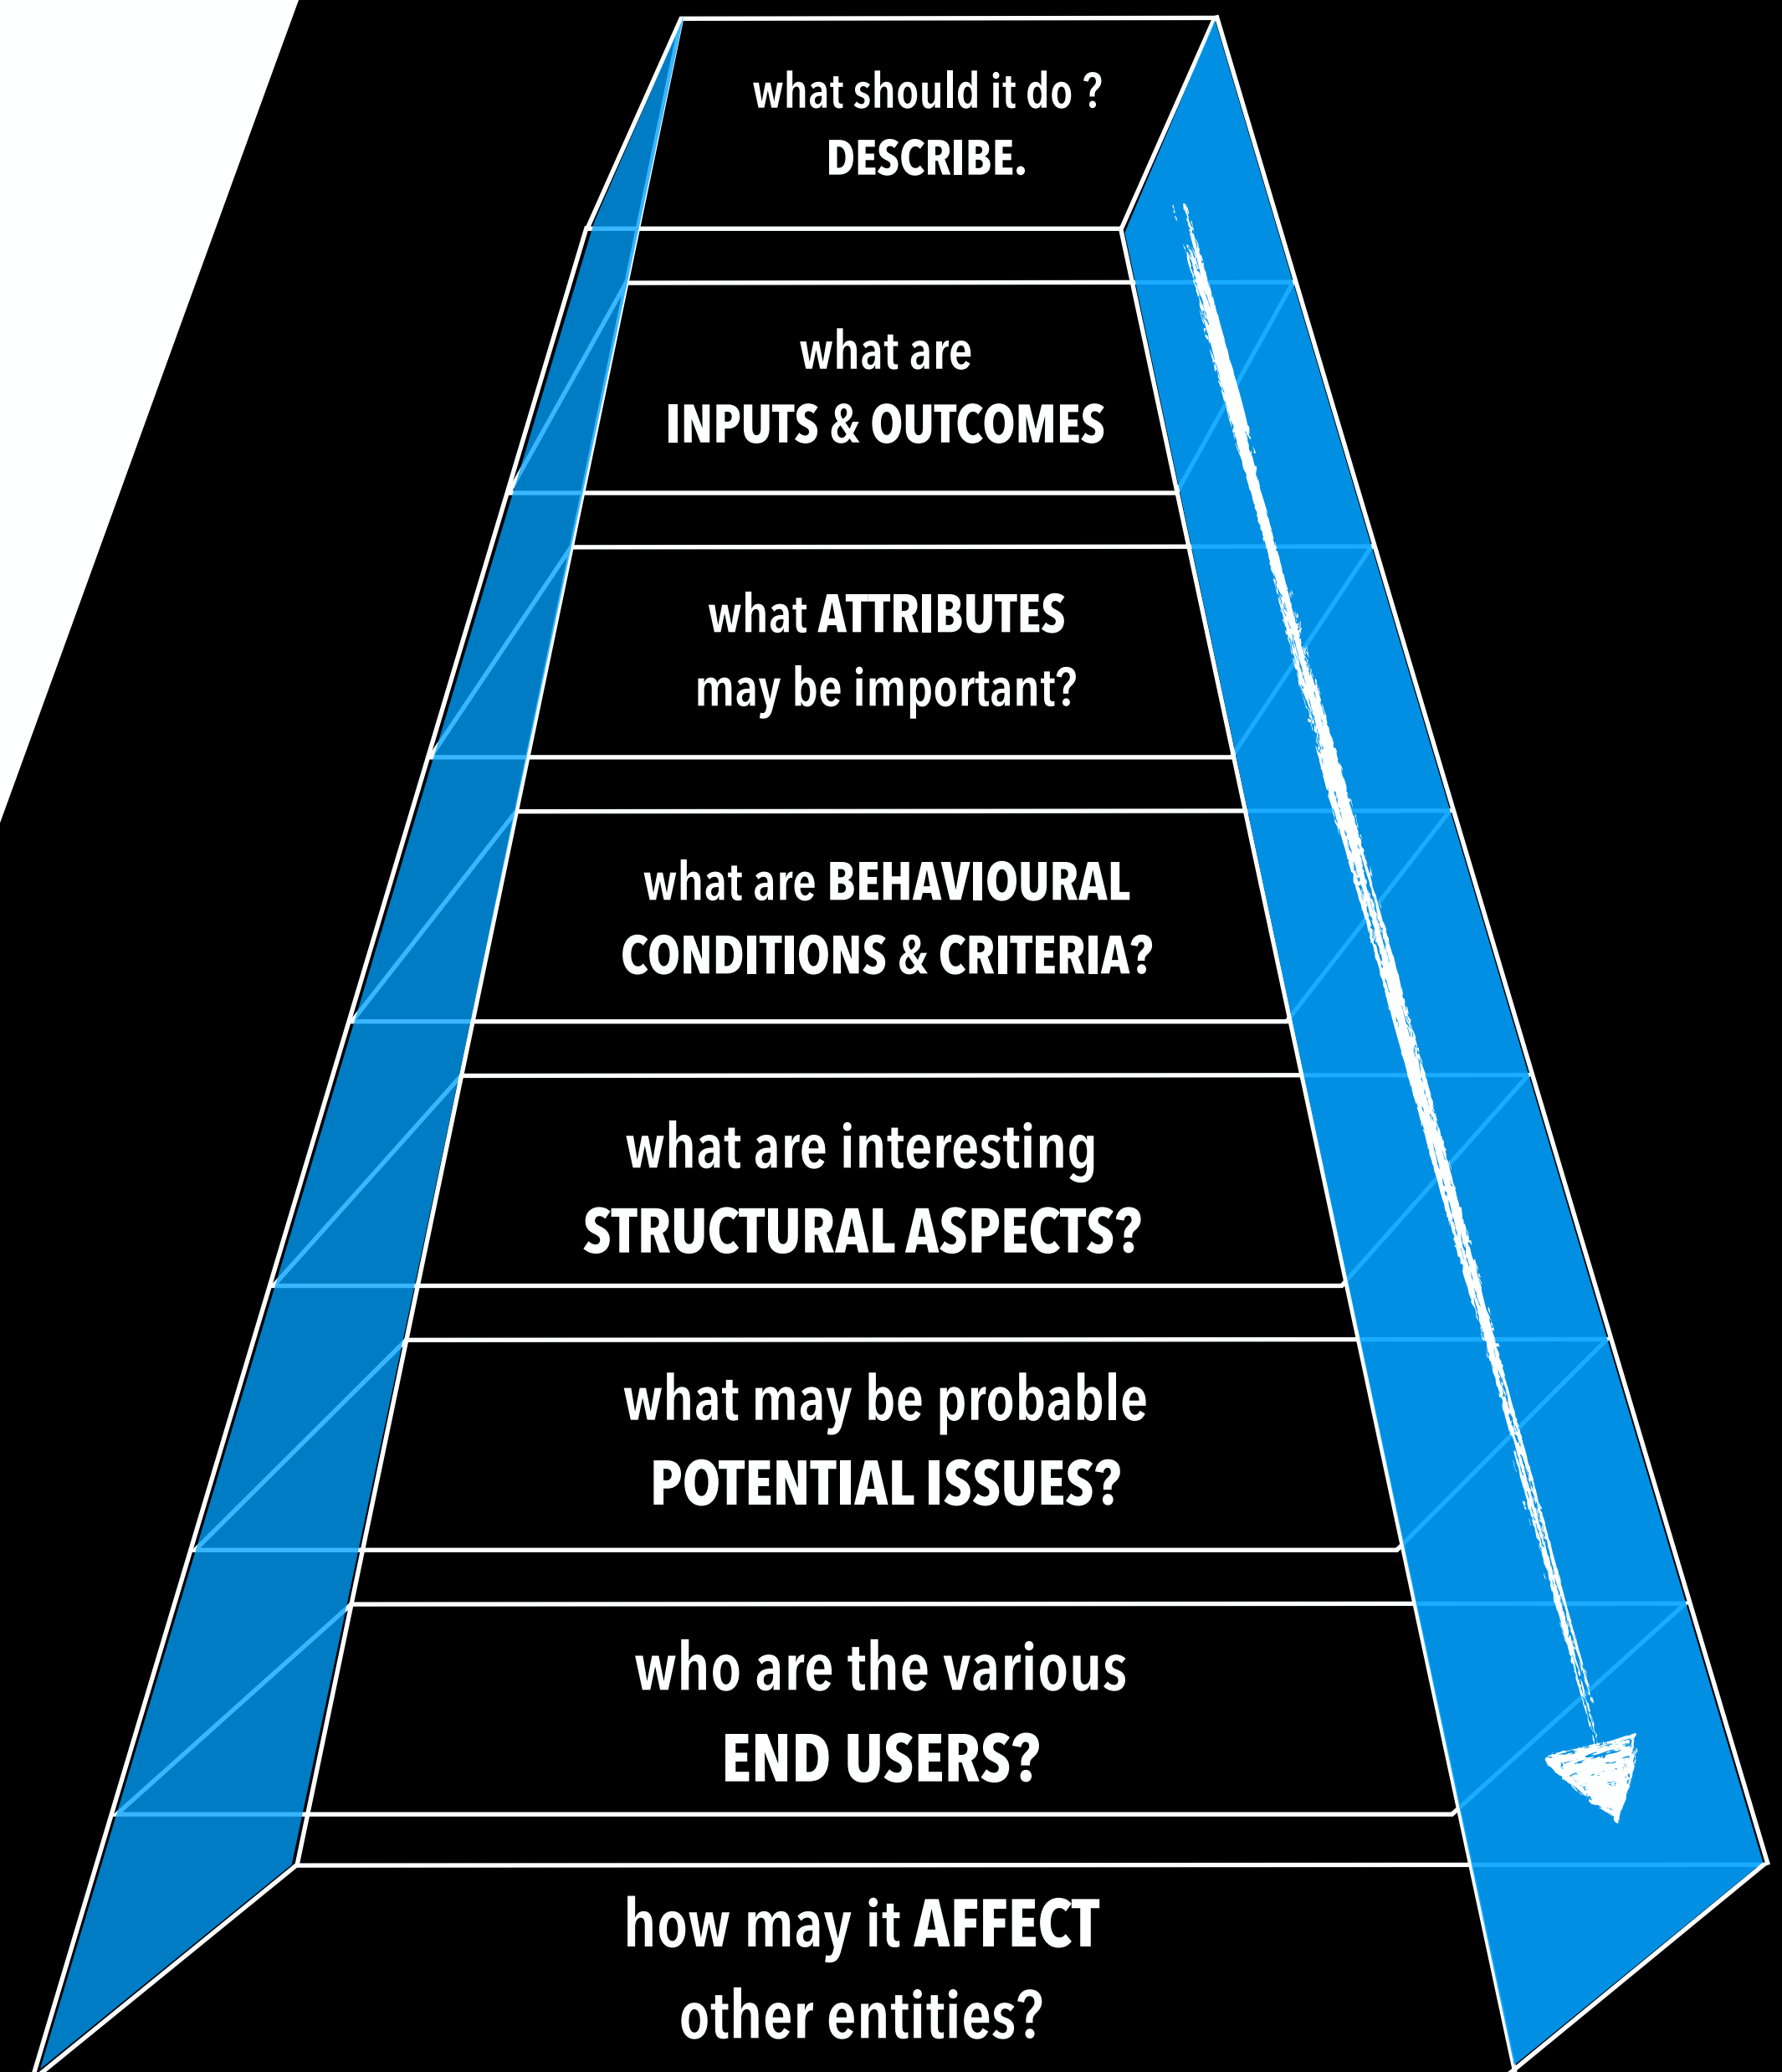 what should it do ?
DESCRIBE.
what are
INPUTS & OUTCOMES
what ATTRIBUTES
may be important?
what are BEHAVIOURAL
CONDITIONS & CRITERIA?
what are interesting
STRUCTURAL ASPECTS?
what may be probable
POTENTIAL ISSUES?
who are the various
END USERS?
how may it AFFECT
other entities?